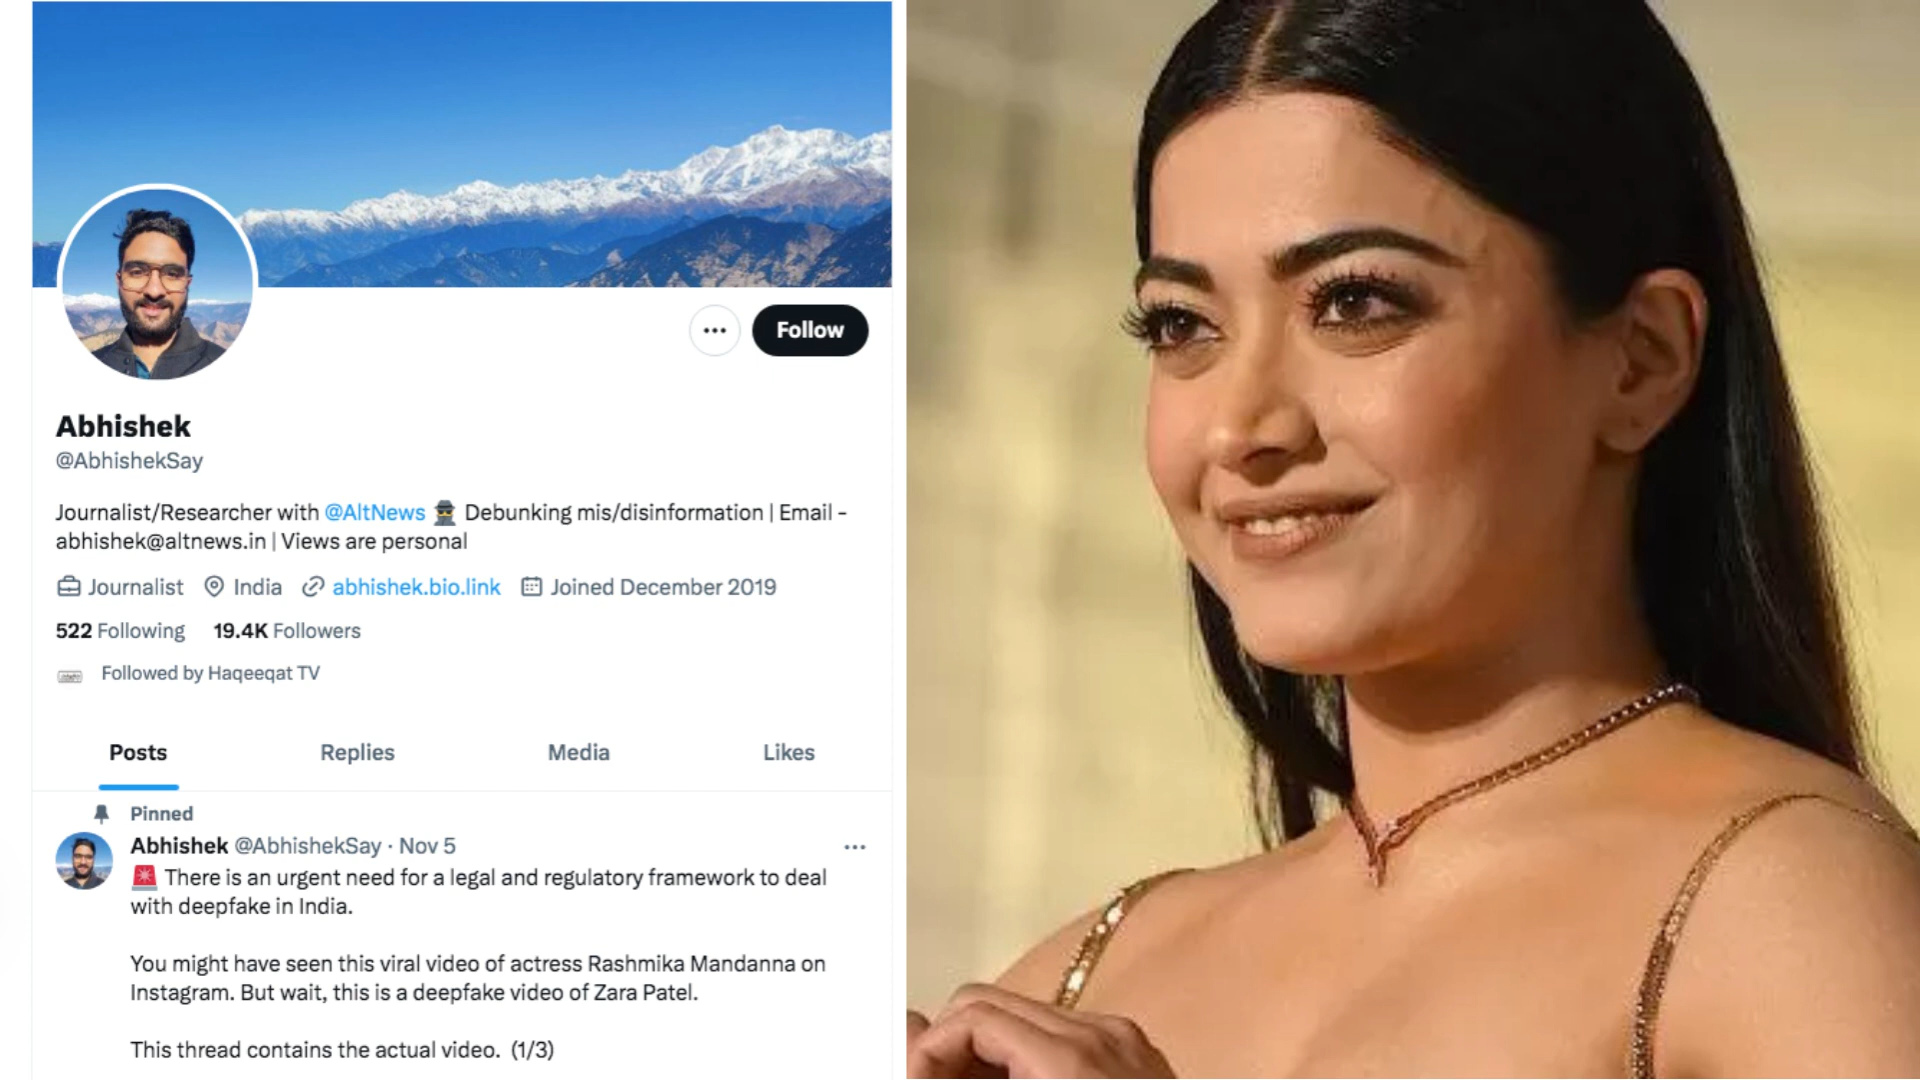 Follow
Abhishek
@AbhishekSay
Journalist/Researcher with @AltNews Debunking mis/disinformation | Email -
abhishek@altnews.in | Views are personal
Journalist India abhishek.bio.link Joined December 2019
522 Following 19.4K Followers
Followed by Haqeeqat TV
Posts Replies Media Likes
Pinned
Abhishek @AbhishekSay · Nov 5
There is an urgent need for a legal and regulatory framework to deal
with deepfake in India.
You might have seen this viral video of actress Rashmika Mandanna on
Instagram. But wait, this is a deepfake video of Zara Patel.
This thread contains the actual video. (1/3)